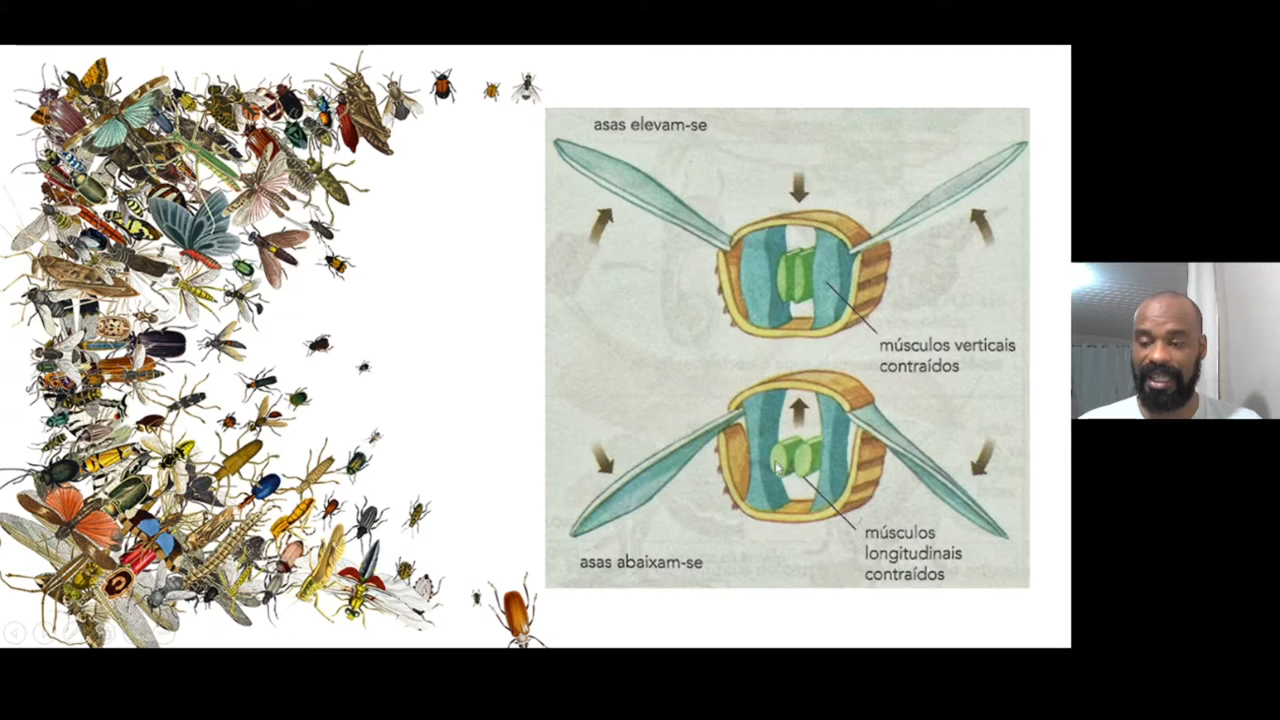 asas elevam-se
músculos verticais
contraídos
músculos
longitudinais
contraídos
asas abaixam-se